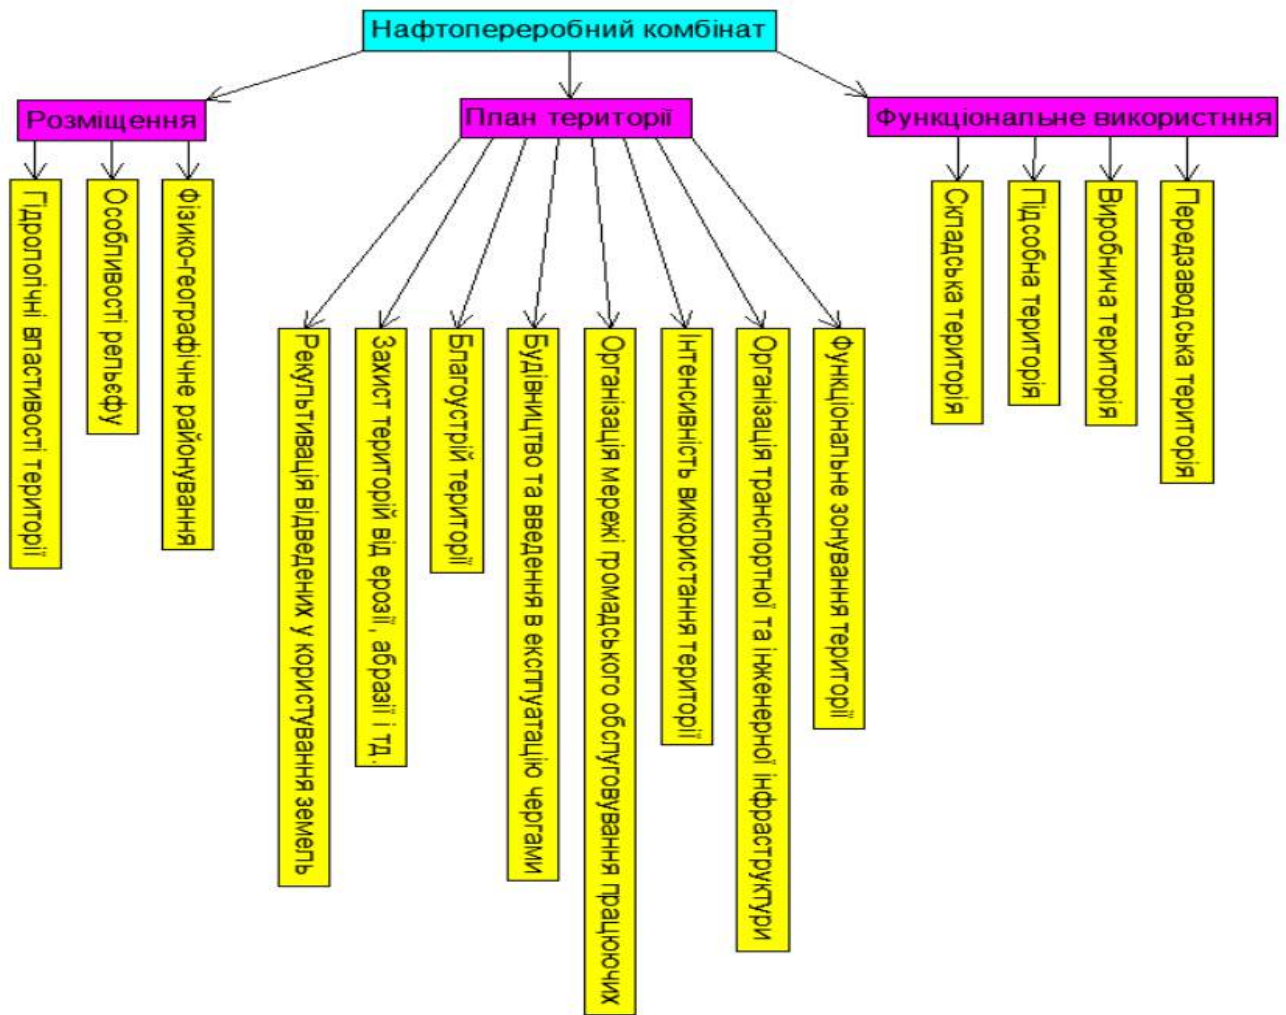 Нафтопереробний комбінат
Розміщення
План території
Функціональне використння
Гідрологічні властивості території
Особливості рельєфу
Фізико-географічне районування
Рекультивація відведених у користування земель
Захист територій від ерозії, абразії і тд.
Благоустрій території
Будівництво та введення в експлуатацію чергами
Організація мережі громадського обслуговування працюючих
Інтенсивність використання території
Організація транспортної та інженерної інфраструктури
Функціональне зонування території
Складська територія
Підсобна територія
Виробнича територія
Передзаводська територія